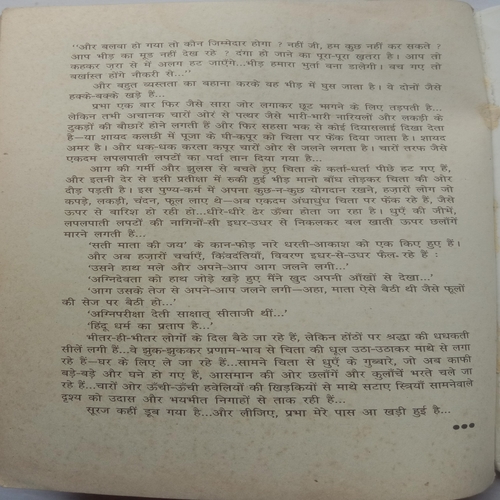 "और बलवा हो गया तो कौन जिम्मेदार होगा ? नहीं जी, हम कुछ नहीं कर सकते ?
आप भीड़ का मूड नहीं देख रहे ? दंगा हो जाने का पूरा-पूरा खतरा है। आप तो
कहकर ज़रा से में अलग हट जाएँगे...भीड़ हमारा भुर्ता बना डालेगी। बच गए तो
बर्खास्त होंगे नौकरी से..."
और बहुत व्यस्तता का बहाना करके वह भीड़ में घुस जाता है। ये दोनों जैसे
हक्के-बक्के खड़े हैं...
प्रभा एक बार फिर जैसे सारा जोर लगाकर छूट भागने के लिए तड़पती है...
लेकिन तभी अचानक चारों ओर से पत्थर जैसे भारी-भारी नारियलों और लकड़ी के
टुकड़ों की बौछारें होने लगती हैं और फिर सहसा भक से कोई दियासलाई दिखा देता
है—या शायद कलछी में पूजा के घी-कपूर को चिता पर फेंक दिया जाता है। शायद
अमर है। और धक-धक करता कपूर चारों ओर से जलने लगता है। चारों तरफ जैसे
एकदम लपलपाती लपटों का पर्दा तान दिया गया है...
आग की गर्मी और झुलस से बचते हुए चिता के कर्ता-धर्ता पीछे हट गए हैं,
और इतनी देर से इसी प्रतीक्षा में रुकी हुई भीड़ मानो बाँध तोड़कर चिता की ओर
दौड़ पड़ती है। इस पुण्य-कर्म में अपना कुछ-न-कुछ योगदान रखने, हज़ारों लोग जो
कपड़े, लकड़ी, चंदन, फूल लाए थे—अब एकदम अंधाधुंध चिता पर फेंक रहे हैं, जैसे
ऊपर से बारिश हो रही हो...धीरे-धीरे ढेर ऊँचा होता जा रहा है। धुएँ की जीभें,
लपलपाती लपटों की नागिनों-सी इधर-उधर से निकलकर बल खाती ऊपर छलाँगें
मारने लगती हैं...
'सती माता की जय' के कान-फोड़ू नारे धरती-आकाश को एक किए हुए हैं।
और अब हज़ारों चर्चाएँ, किंवदंतियाँ, विवरण इधर-से-उधर फैल रहे हैं :
'उसने हाथ मले और अपने-आप आग जलने लगी...'
'अग्निदेवता को हाथ जोड़े खड़े हुए मैंने खुद अपनी आँखों से देखा...'
'आग उसके तेज से अपने-आप जलने लगी—अहा, माता ऐसे बैठी थीं जैसे फूलों
की सेज पर बैठी हो...'
'अग्निपरीक्षा देती साक्षात् सीताजी थीं...'
'हिंदू धर्म का प्रताप है...'
भीतर-ही-भीतर लोगों के दिल बैठे जा रहे हैं, लेकिन होंठों पर श्रद्धा की धधकती
सीलें लगी हैं...वे झुक-झुककर प्रणाम-भाव से चिता की धूल उठा-उठाकर माथे से लगा
रहे हैं—घर के लिए ले जा रहे हैं...सामने चिता से धुएँ के गुब्बारे, जो अब काफी
बड़े-बड़े और घने हो गए हैं, आसमान की ओर छलाँगें और कुलाँचें भरते चले जा
रहे हैं...चारों ओर ऊँची-ऊँची हवेलियों की खिड़कियों से माथे सटाए स्त्रियाँ सामनेवाले
दृश्य को उदास और भयभीत निगाहों से ताक रही हैं...
सूरज कहीं डूब गया है...और लीजिए, प्रभा मेरे पास आ खड़ी हुई है...
●●●